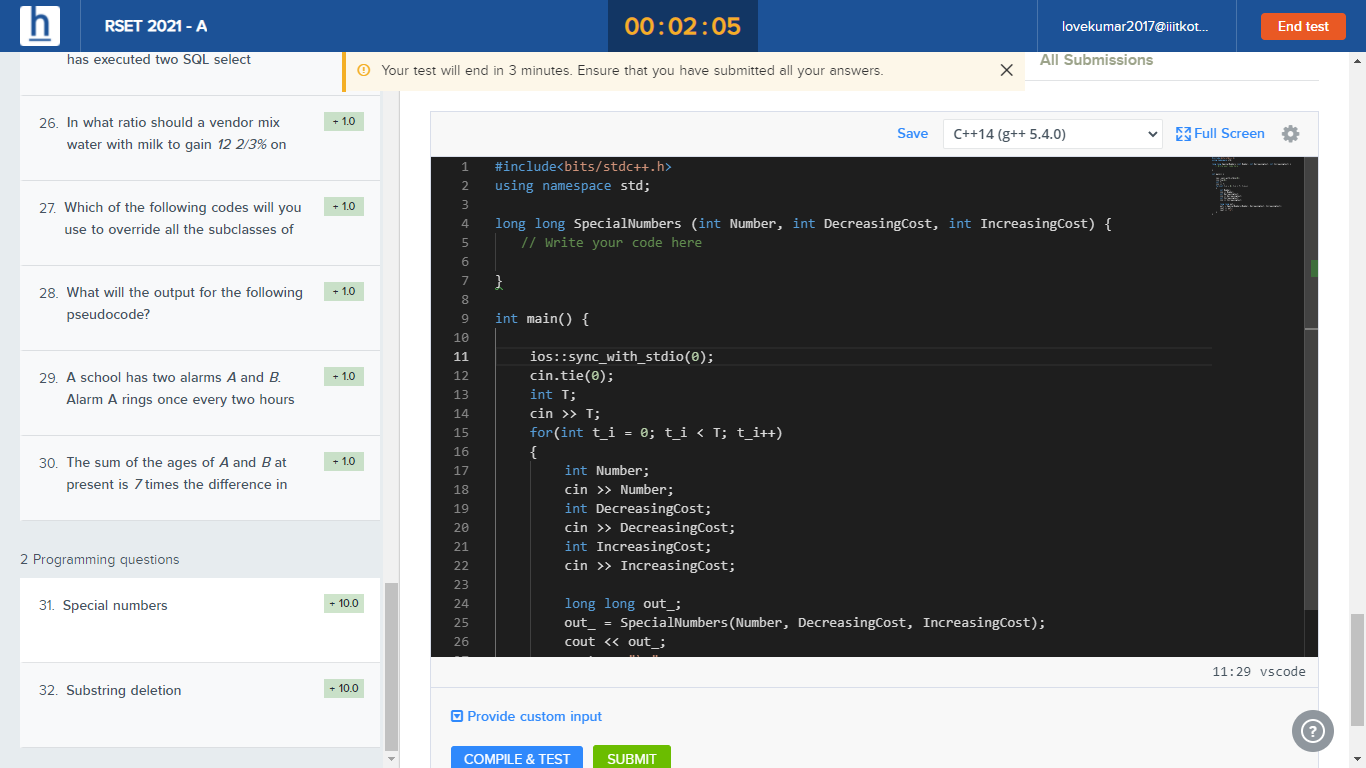 h
RSET 2021 - A
00:02:05
lovekumar2017@iiitkot...
End test
has executed two SQL select
Your test will end in 3 minutes. Ensure that you have submitted all your answers.
All Submissions
26. In what ratio should a vendor mix
water with milk to gain 12 2/3% on
+ 1.0
27. Which of the following codes will you
use to override all the subclasses of
+ 1.0
28. What will the output for the following
pseudocode?
+ 1.0
29. A school has two alarms A and B.
Alarm A rings once every two hours
+ 1.0
30. The sum of the ages of A and B at
present is 7 times the difference in
+ 1.0
2 Programming questions
31. Special numbers
+ 10.0
32. Substring deletion
+ 10.0
Save
C++14 (g++ 5.4.0)
Full Screen
1 #include<bits/stdc++.h>
2 using namespace std;
3
4 long long SpecialNumbers (int Number, int DecreasingCost, int IncreasingCost) {
5 // Write your code here
6
7 }
8
9 int main() {
10
11 ios::sync_with_stdio(0);
12 cin.tie(0);
13 int T;
14 cin >> T;
15 for(int t_i = 0; t_i < T; t_i++)
16 {
17 int Number;
18 cin >> Number;
19 int DecreasingCost;
20 cin >> DecreasingCost;
21 int IncreasingCost;
22 cin >> IncreasingCost;
23
24 long long out_;
25 out_ = SpecialNumbers(Number, DecreasingCost, IncreasingCost);
26 cout << out_;
11:29 vscode
Provide custom input
COMPILE & TEST
SUBMIT
?